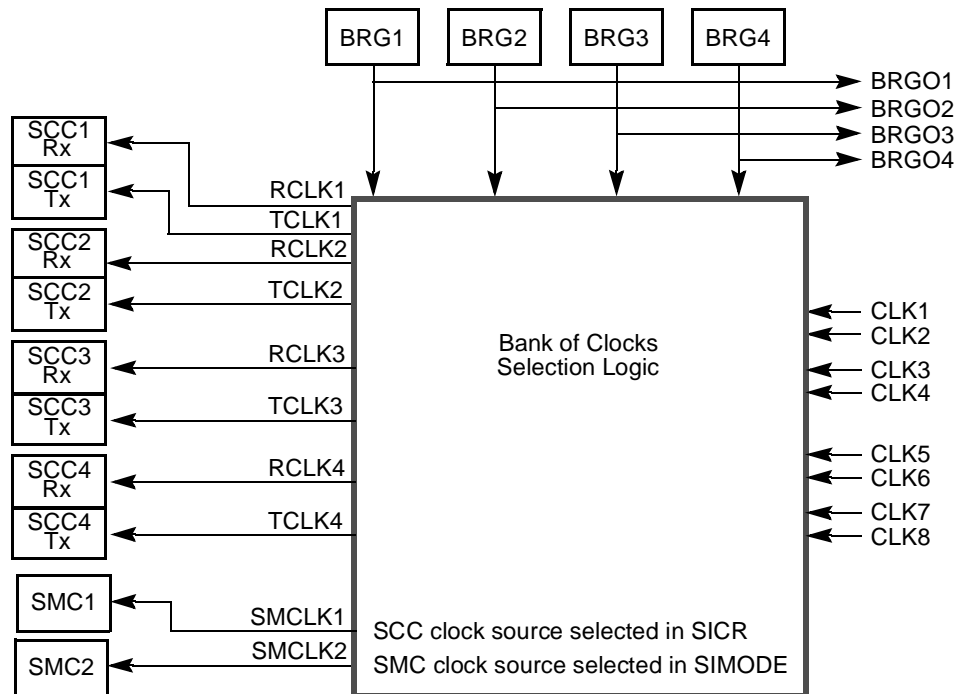 BRG1
BRG2
BRG3
BRG4
BRGO1
BRGO2
BRGO3
BRGO4
SCC1
Rx
SCC1
Tx
SCC2
Rx
SCC2
Tx
SCC3
Rx
SCC3
Tx
SCC4
Rx
SCC4
Tx
SMC1
SMC2
RCLK1
TCLK1
RCLK2
TCLK2
RCLK3
TCLK3
RCLK4
TCLK4
SMCLK1
SMCLK2
Bank of Clocks
Selection Logic
SCC clock source selected in SICR
SMC clock source selected in SIMODE
CLK1
CLK2
CLK3
CLK4
CLK5
CLK6
CLK7
CLK8